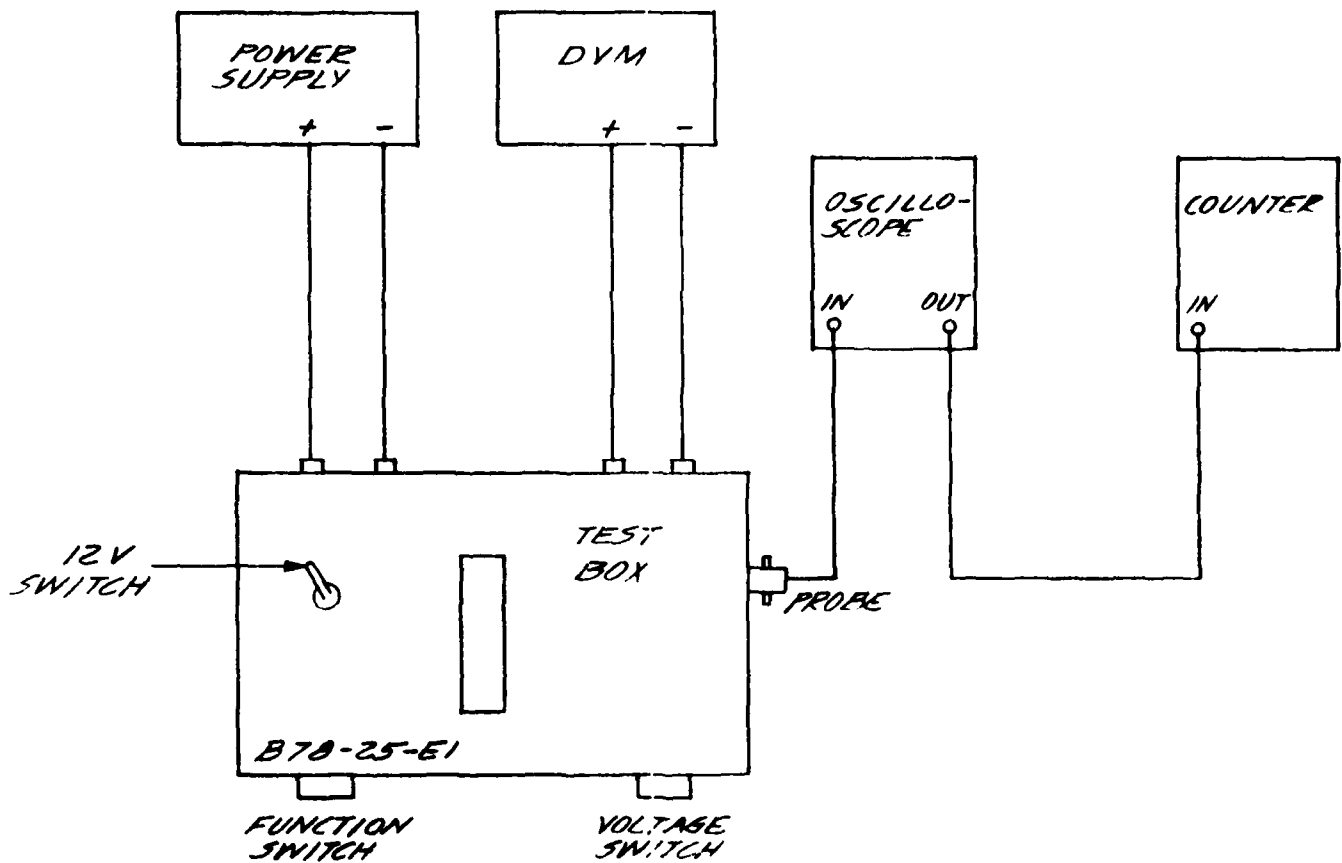 POWER
SUPPLY
+ -
DVM
+ -
OSCILLO-
SCOPE
IN OUT
COUNTER
IN
12V
SWITCH
TEST
BOX
PROBE
B78-25-E1
FUNCTION
SWITCH
VOLTAGE
SWITCH